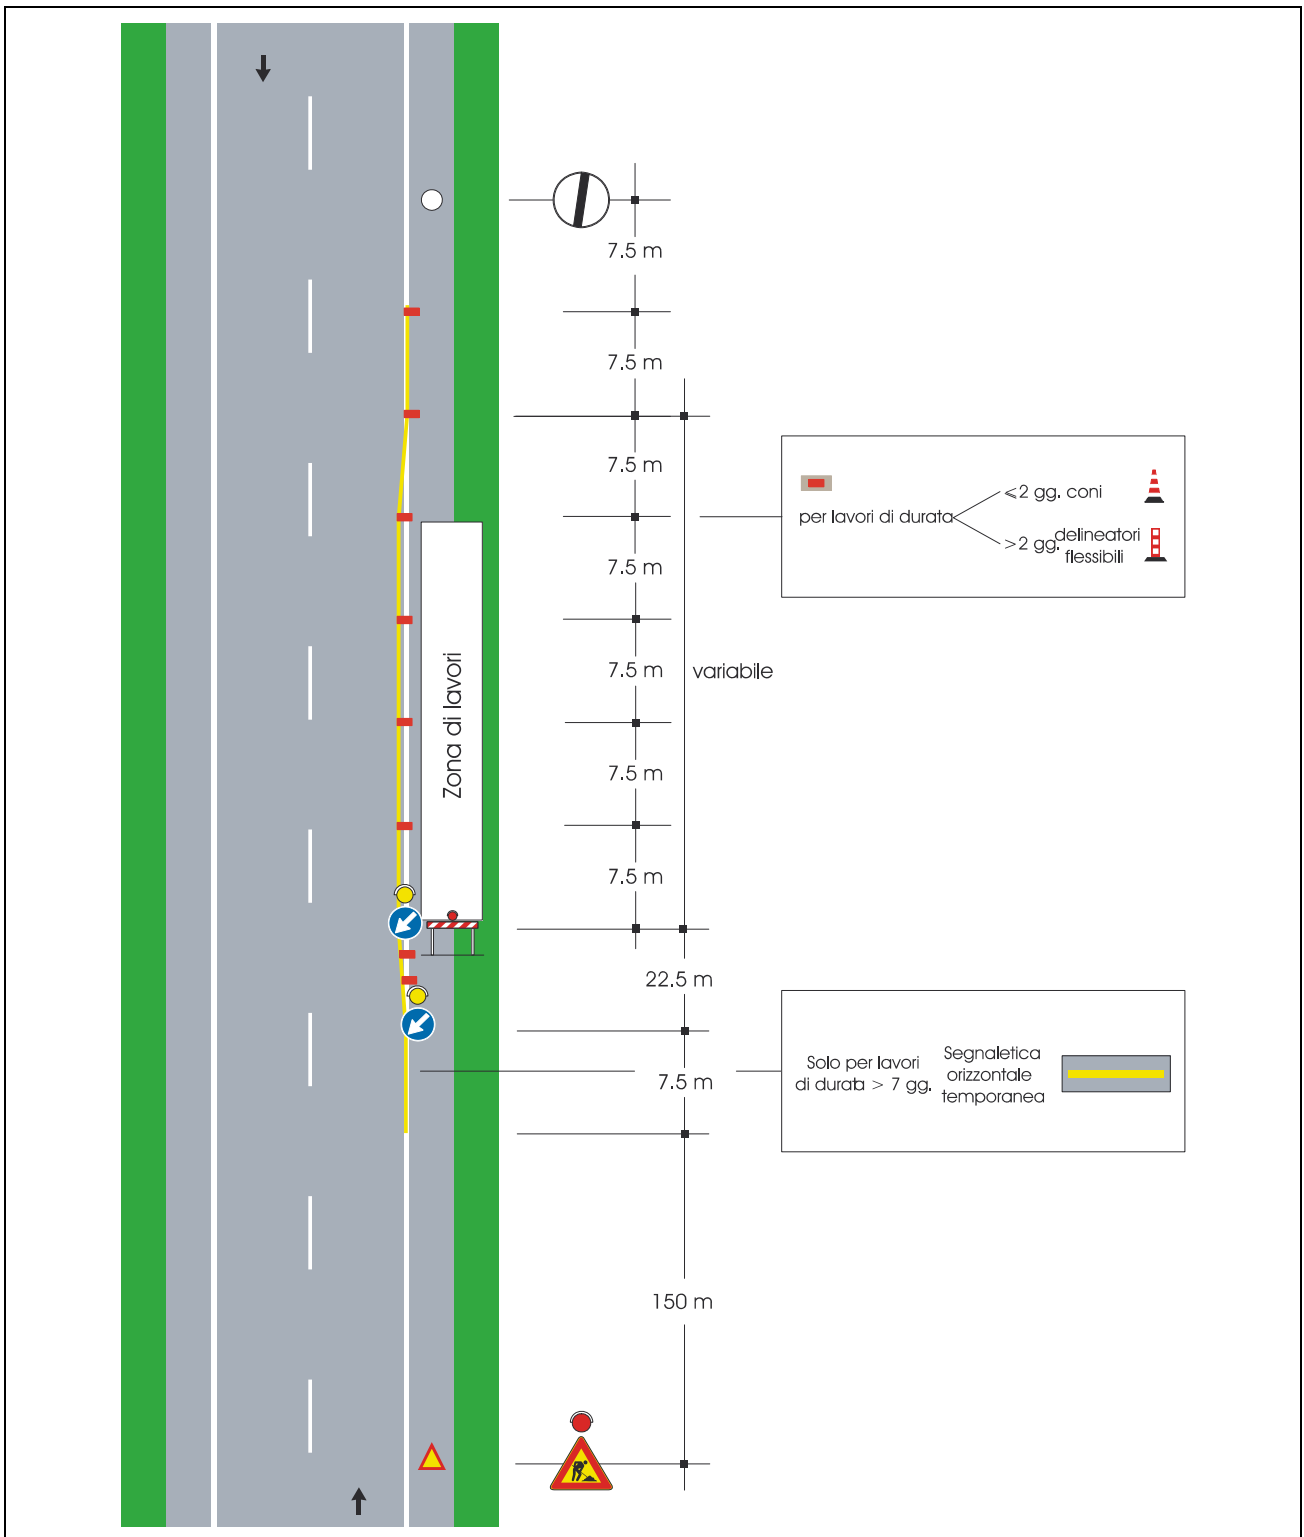 7.5 m
7.5 m
7.5 m
7.5 m
7.5 m
7.5 m
7.5 m
variabile
22.5 m
7.5 m
150 m
Zona di lavori
per lavori di durata
⩽2 gg. coni
>2 gg. delineatori
flessibili
Solo per lavori
di durata > 7 gg.
Segnaletica
orizzontale
temporanea